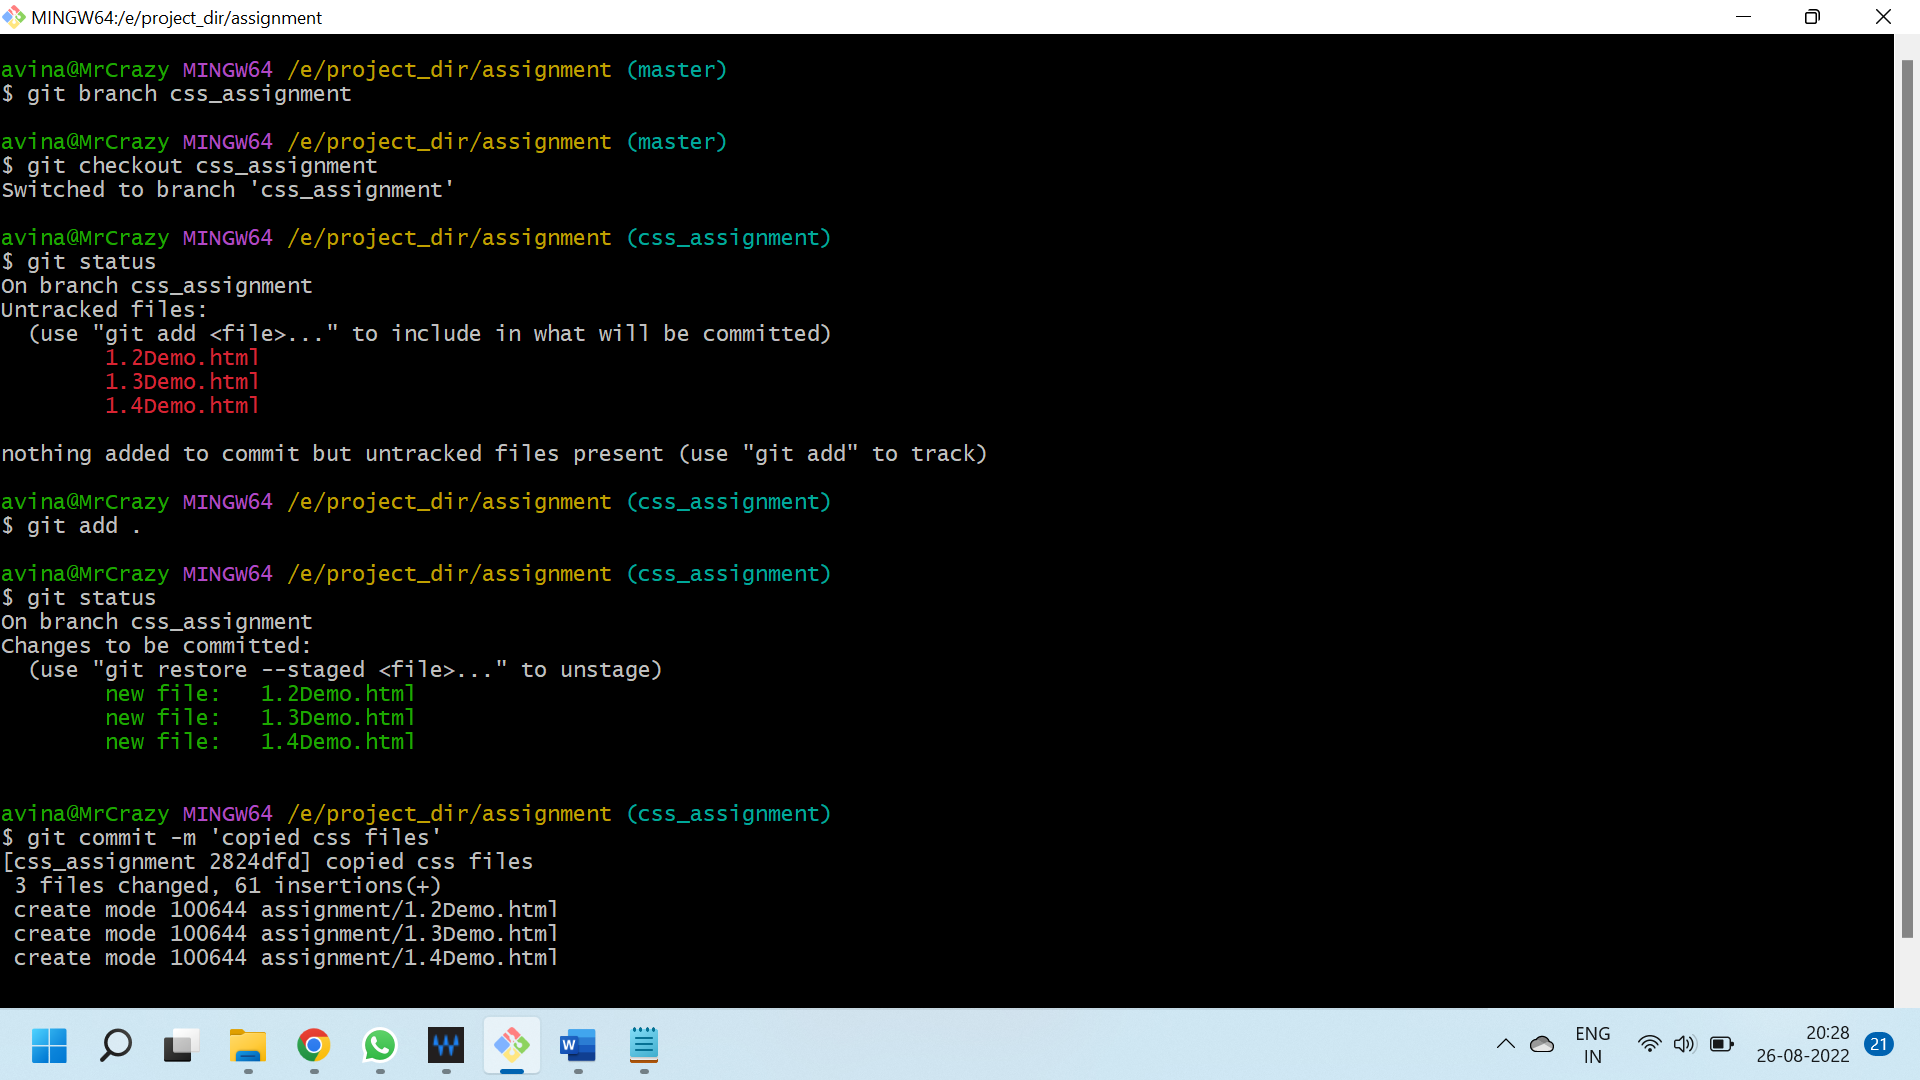 MINGW64:/e/project_dir/assignment
avina@MrCrazy MINGW64 /e/project_dir/assignment (master)
$ git branch css_assignment
avina@MrCrazy MINGW64 /e/project_dir/assignment (master)
$ git checkout css_assignment
Switched to branch 'css_assignment'
avina@MrCrazy MINGW64 /e/project_dir/assignment (css_assignment)
$ git status
On branch css_assignment
Untracked files:
  (use "git add <file>..." to include in what will be committed)
        1.2Demo.html
        1.3Demo.html
        1.4Demo.html
nothing added to commit but untracked files present (use "git add" to track)
avina@MrCrazy MINGW64 /e/project_dir/assignment (css_assignment)
$ git add .
avina@MrCrazy MINGW64 /e/project_dir/assignment (css_assignment)
$ git status
On branch css_assignment
Changes to be committed:
  (use "git restore --staged <file>..." to unstage)
        new file:   1.2Demo.html
        new file:   1.3Demo.html
        new file:   1.4Demo.html
avina@MrCrazy MINGW64 /e/project_dir/assignment (css_assignment)
$ git commit -m 'copied css files'
[css_assignment 2824dfd] copied css files
 3 files changed, 61 insertions(+)
 create mode 100644 assignment/1.2Demo.html
 create mode 100644 assignment/1.3Demo.html
 create mode 100644 assignment/1.4Demo.html
W
ENG
IN
20:28
26-08-2022
21